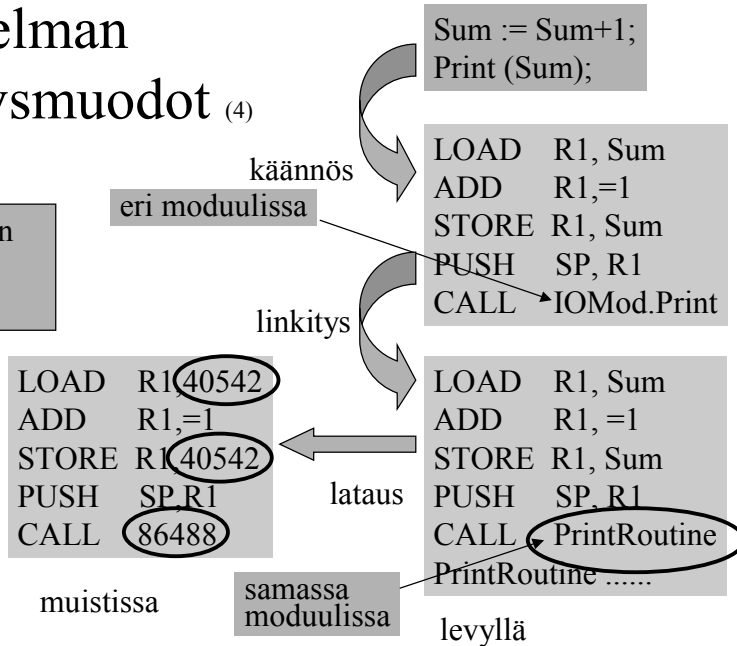 elman
ysmuodot (4)
Sum := Sum+1;
Print (Sum);
käännös
eri moduulissa
n
LOAD R1, Sum
ADD R1,=1
STORE R1, Sum
PUSH SP, R1
CALL IOMod.Print
linkitys
LOAD R1, Sum
ADD R1, =1
STORE R1, Sum
PUSH SP, R1
CALL PrintRoutine
PrintRoutine ......
levyllä
samassa
moduulissa
lataus
LOAD R1,40542
ADD R1,=1
STORE R1,40542
PUSH SP,R1
CALL 86488
muistissa